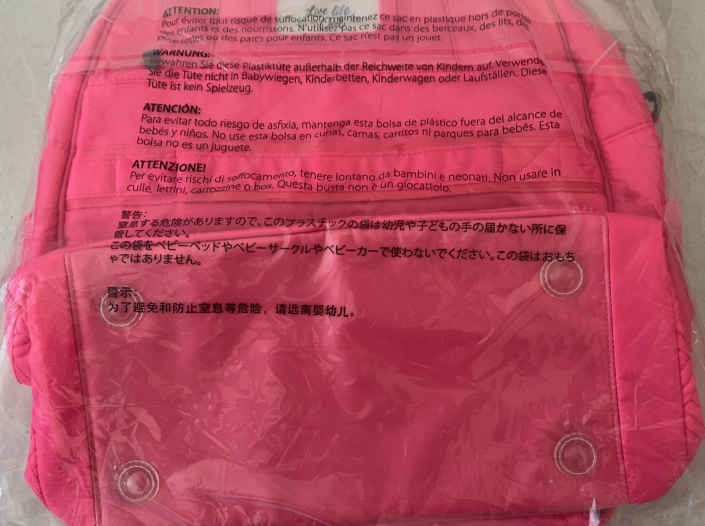 Live life
ATTENTION:
Pour éviter tout risque de suffocation, maintenez ce sac en plastique hors de portée
des enfants et des nourrissons. N'utilisez pas ce sac dans des berceaux, des lits, des
poussettes ou des parcs pour enfants. Ce sac n'est pas un jouet.
WARNUNG:
Bewahren Sie diese Plastiktüte außerhalb der Reichweite von Kindern auf. Verwenden
Sie die Tüte nicht in Babywiegen, Kinderbetten, Kinderwagen oder Laufställen. Diese
Tüte ist kein Spielzeug.
ATENCIÓN:
Para evitar todo riesgo de asfixia, mantenga esta bolsa de plástico fuera del alcance de
bebés y niños. No use esta bolsa en cunas, camas, carritos ni parques para bebés. Esta
bolsa no es un juguete.
ATTENZIONE!
Per evitare rischi di soffocamento, tenere lontano da bambini e neonati. Non usare in
culle, lettini, carrozzine o box. Questa busta non è un giocattolo.
警告：
窒息する危険がありますので、このプラスチックの袋は幼児や子どもの手の届かない所に保
管してください。
この袋をベビーベッドやベビーサークルやベビーカーで使わないでください。この袋はおもち
ゃではありません。
警示：
为了避免和防止窒息等危险，请远离婴幼儿。